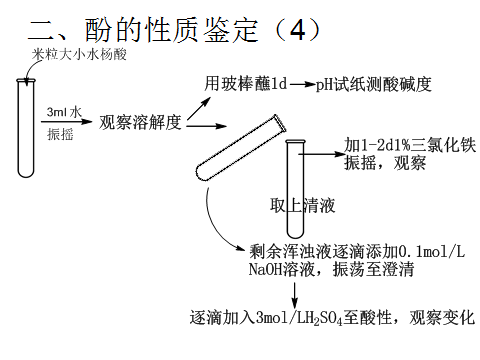 二、酚的性质鉴定（4）
米粒大小水杨酸
3ml水
振摇
观察溶解度
用玻棒蘸1d
pH试纸测酸碱度
加1-2d1%三氯化铁
振摇，观察
取上清液
剩余浑浊液逐滴添加0.1mol/L
NaOH溶液，振荡至澄清
逐滴加入3mol/LH₂SO₄至酸性，观察变化